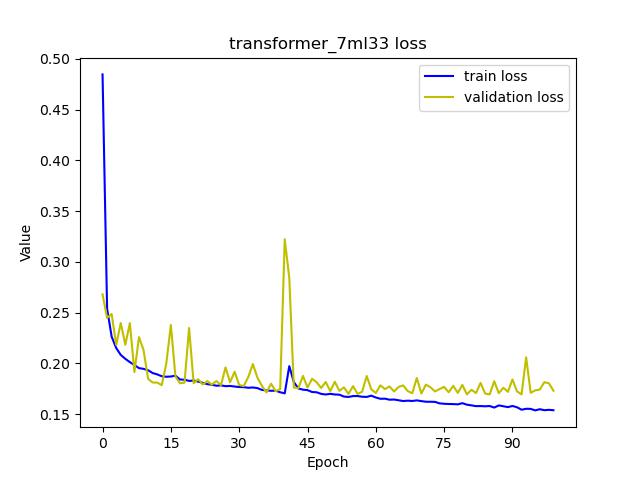 transformer_7ml33 loss
train loss
validation loss
0.50
0.45
0.40
0.35
0.30
0.25
0.20
0.15
Value
0 15 30 45 60 75 90
Epoch